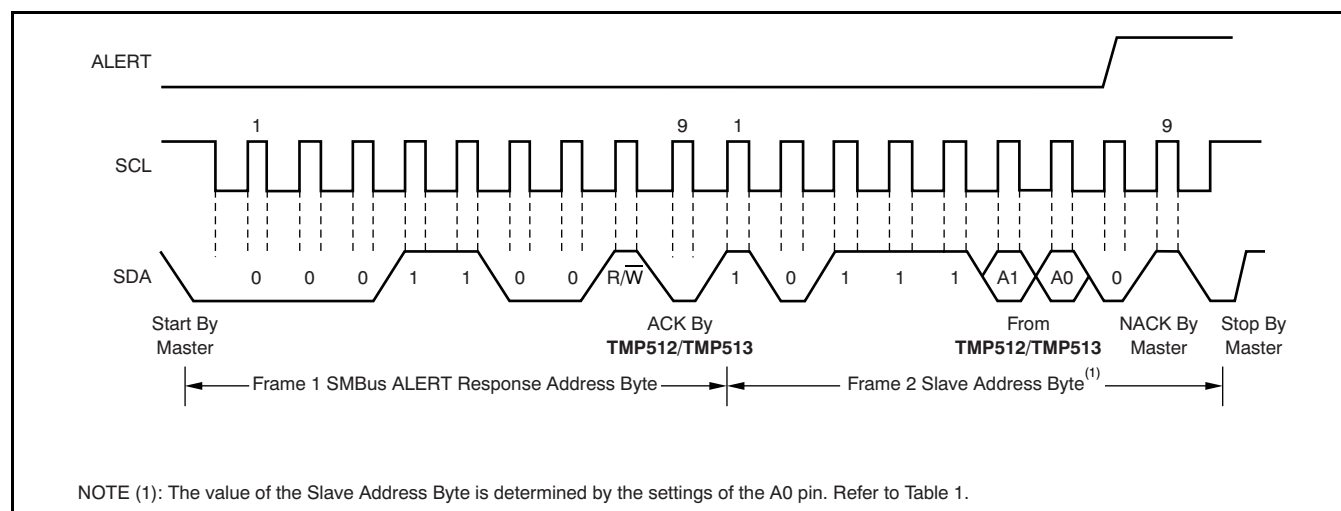 ALERT
1 9 1 9
SCL
SDA 0 0 0 1 1 0 0 R/W̅ 1 0 1 1 1 A1 A0 0
Start By Master
ACK By TMP512/TMP513
From TMP512/TMP513
NACK By Master
Stop By Master
Frame 1 SMBus ALERT Response Address Byte
Frame 2 Slave Address Byte(1)
NOTE (1): The value of the Slave Address Byte is determined by the settings of the A0 pin. Refer to Table 1.